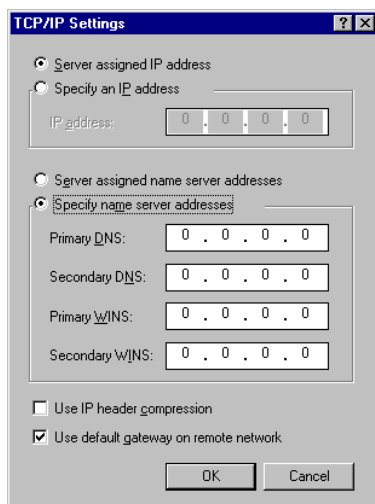 TCP/IP Settings ? X
Server assigned IP address
Specify an IP address
IP address: 0 . 0 . 0 . 0
Server assigned name server addresses
Specify name server addresses
Primary DNS: 0 . 0 . 0 . 0
Secondary DNS: 0 . 0 . 0 . 0
Primary WINS: 0 . 0 . 0 . 0
Secondary WINS: 0 . 0 . 0 . 0
Use IP header compression
Use default gateway on remote network
OK Cancel